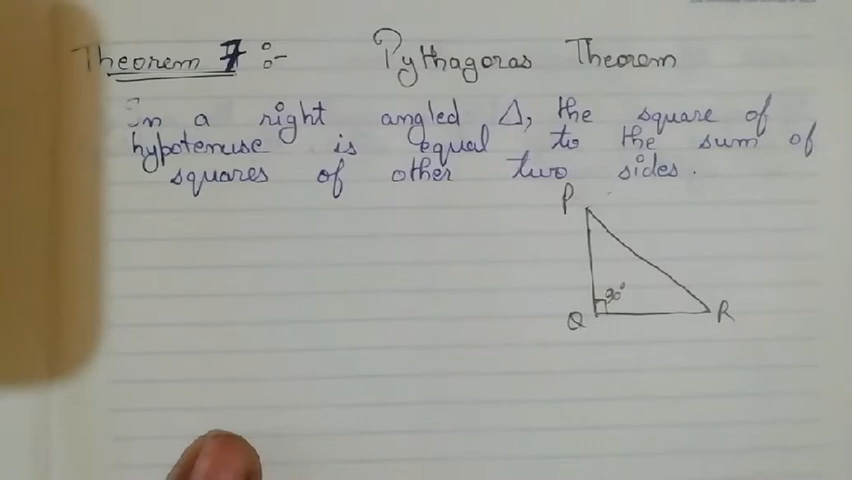 Theorem 7 :- Pythagoras Theorem
In a right angled Δ, the square of
hypotenuse is equal to the sum of
squares of other two sides.
P
90°
Q R